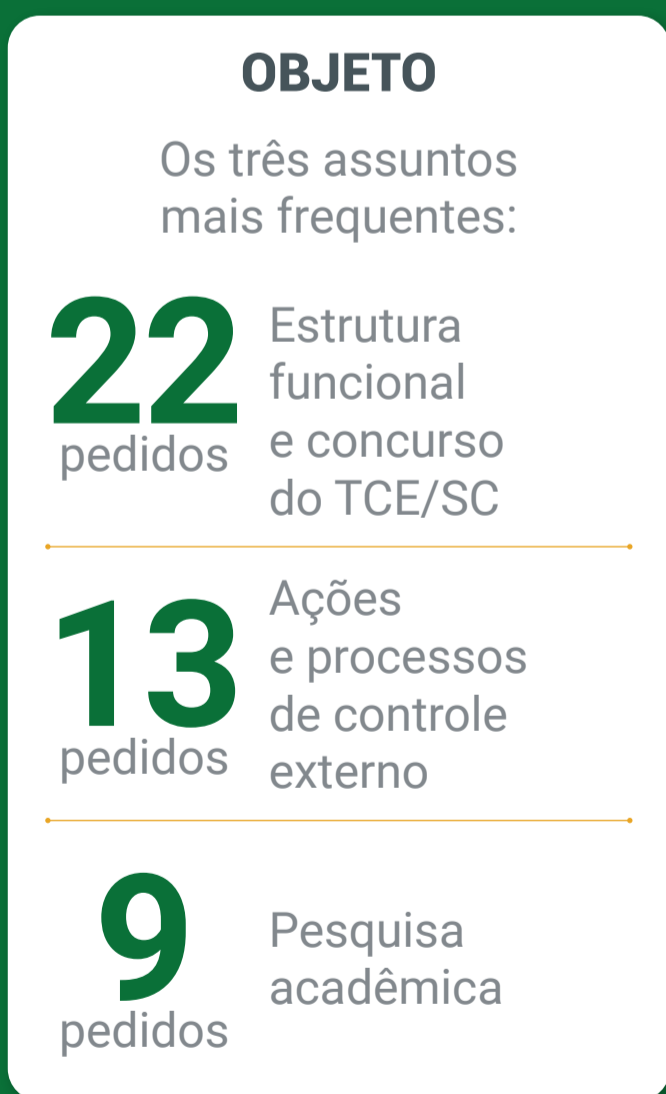 OBJETO
Os três assuntos
mais frequentes:
22
pedidos
Estrutura
funcional
e concurso
do TCE/SC
13
pedidos
Ações
e processos
de controle
externo
9
pedidos
Pesquisa
acadêmica